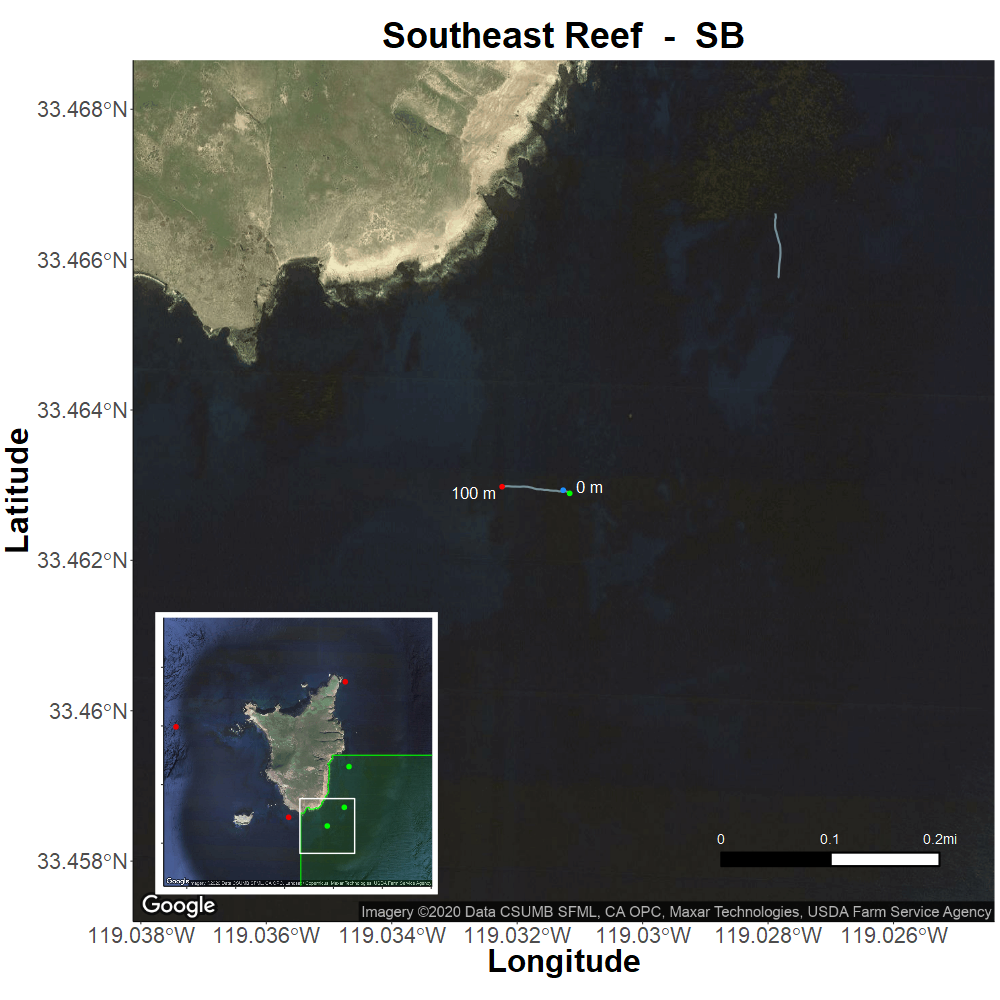 Southeast Reef - SB
33.468°N
33.466°N
33.464°N
33.462°N
33.46°N
33.458°N
Latitude
100 m
0 m
0 0.1 0.2mi
Google
Google
Imagery ©2020 Data CSUMB SFML, CA OPC, Maxar Technologies, USDA Farm Service Agency
119.038°W 119.036°W 119.034°W 119.032°W 119.03°W 119.028°W 119.026°W
Longitude